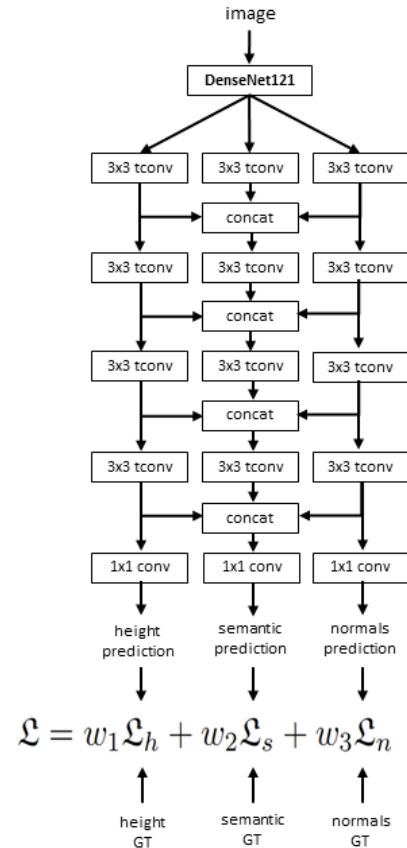 image
DenseNet121
3x3 tconv 3x3 tconv 3x3 tconv
concat
3x3 tconv 3x3 tconv 3x3 tconv
concat
3x3 tconv 3x3 tconv 3x3 tconv
concat
3x3 tconv 3x3 tconv 3x3 tconv
concat
1x1 conv 1x1 conv 1x1 conv
height semantic normals
prediction prediction prediction
𝔏 = w₁𝔏ₕ + w₂𝔏ₛ + w₃𝔏ₙ
height semantic normals
GT GT GT